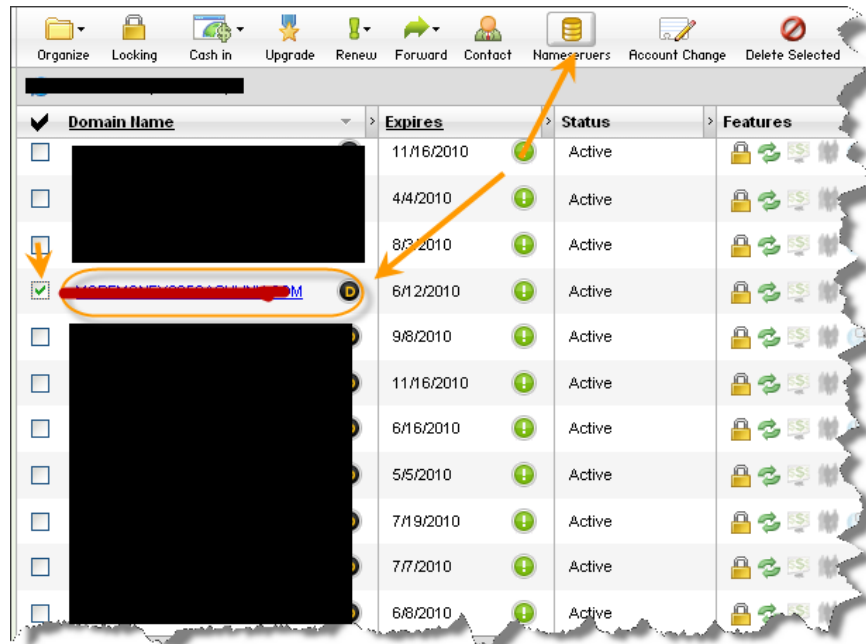 Organize Locking Cash in Upgrade Renew Forward Contact Nameservers Account Change Delete Selected
Domain Name Expires Status Features
11/16/2010 Active
4/4/2010 Active
8/3/2010 Active
6/12/2010 Active
9/8/2010 Active
11/16/2010 Active
6/16/2010 Active
5/5/2010 Active
7/19/2010 Active
7/7/2010 Active
6/8/2010 Active